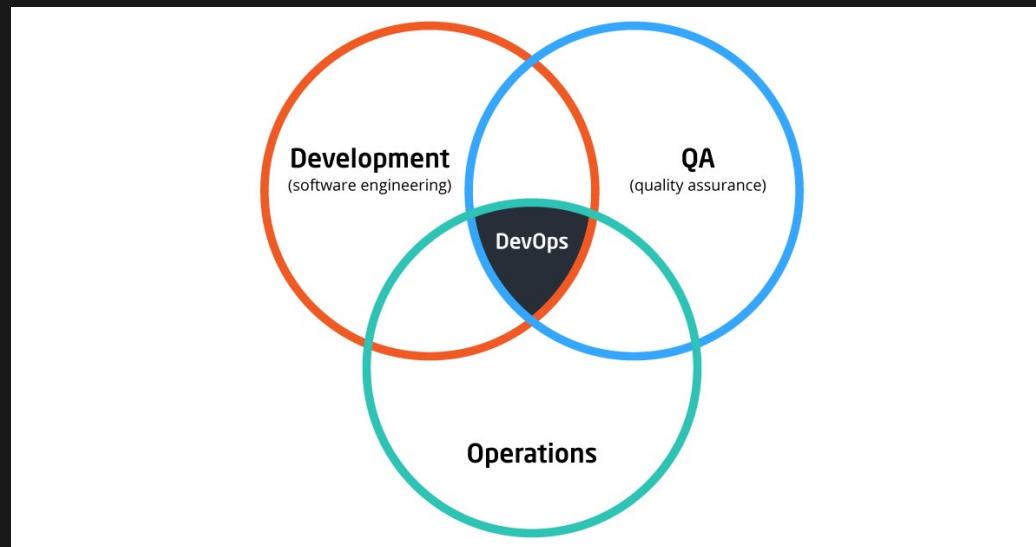 Development
(software engineering)
QA
(quality assurance)
DevOps
Operations